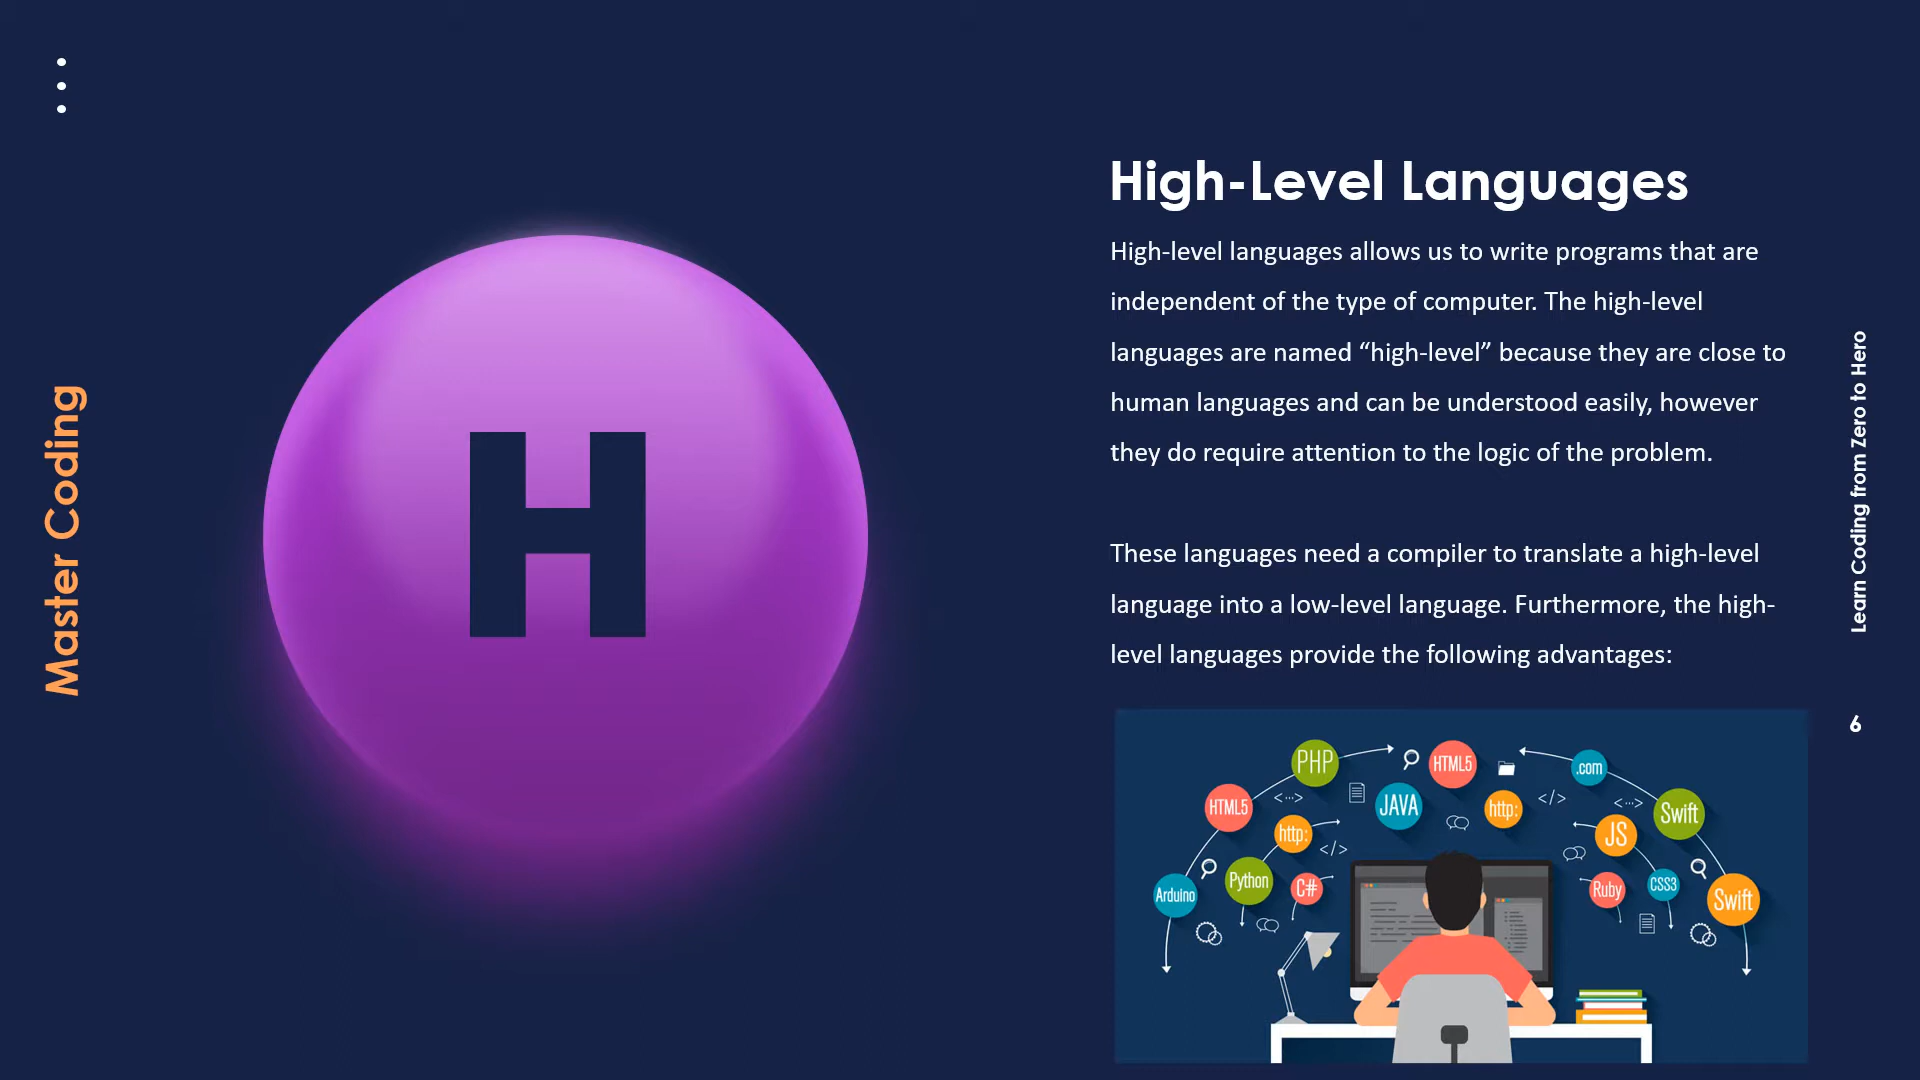 Master Coding
H
High-Level Languages
High-level languages allows us to write programs that are
independent of the type of computer. The high-level
languages are named “high-level” because they are close to
human languages and can be understood easily, however
they do require attention to the logic of the problem.
These languages need a compiler to translate a high-level
language into a low-level language. Furthermore, the high-
level languages provide the following advantages:
Learn Coding from Zero to Hero
6
PHP
HTML5
.com
HTML5
<···>
JAVA
http:
</>
<···>
Swift
http:
</>
JS
Arduino
Python
C#
Ruby
CSS3
Swift